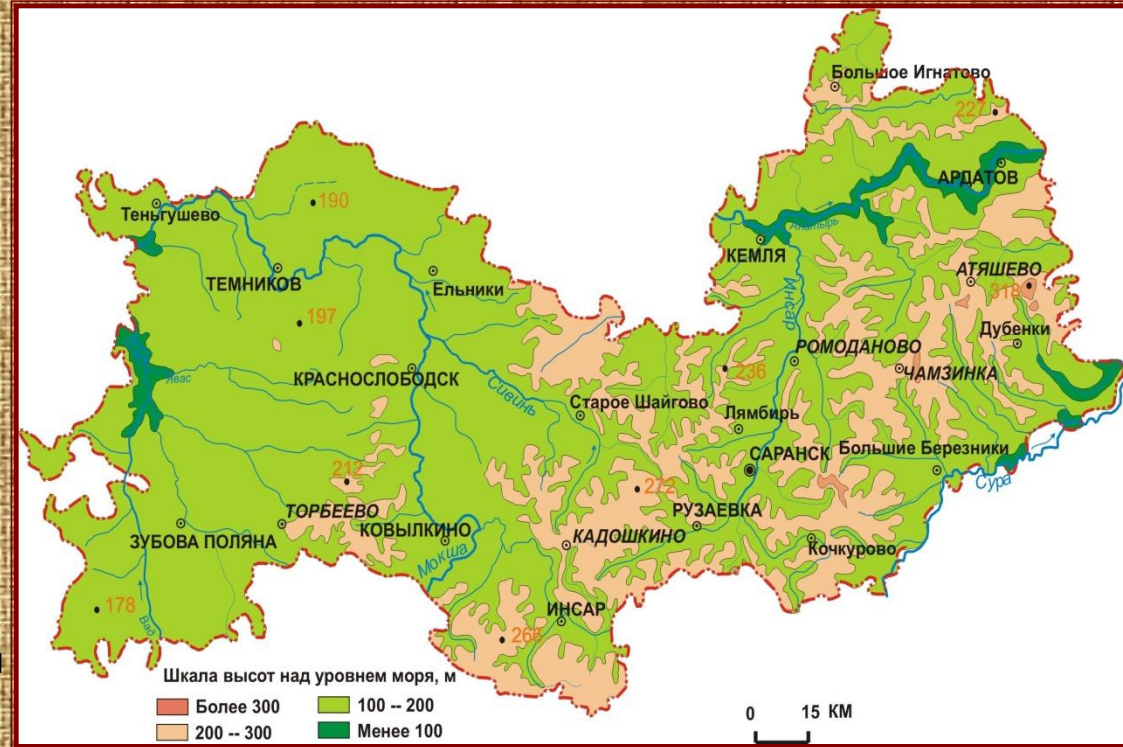 Большое Игнатово
227
АРДАТОВ
Теньгушево
190
Алатырь
КЕМЛЯ
ТЕМНИКОВ
Ельники
АТЯШЕВО
318
197
Инсар
Дубенки
РОМОДАНОВО
КРАСНОСЛОБОДСК
Явас
236
ЧАМЗИНКА
Сивинь
Старое Шайгово
Лямбирь
САРАНСК
Большие Березники
212
272
Сура
ТОРБЕЕВО
РУЗАЕВКА
ЗУБОВА ПОЛЯНА
КОВЫЛКИНО
КАДОШКИНО
Кочкурово
Мокша
178
Вад
ИНСАР
Шкала высот над уровнем моря, м
Более 300
100 -- 200
200 -- 300
Менее 100
0 15 КМ